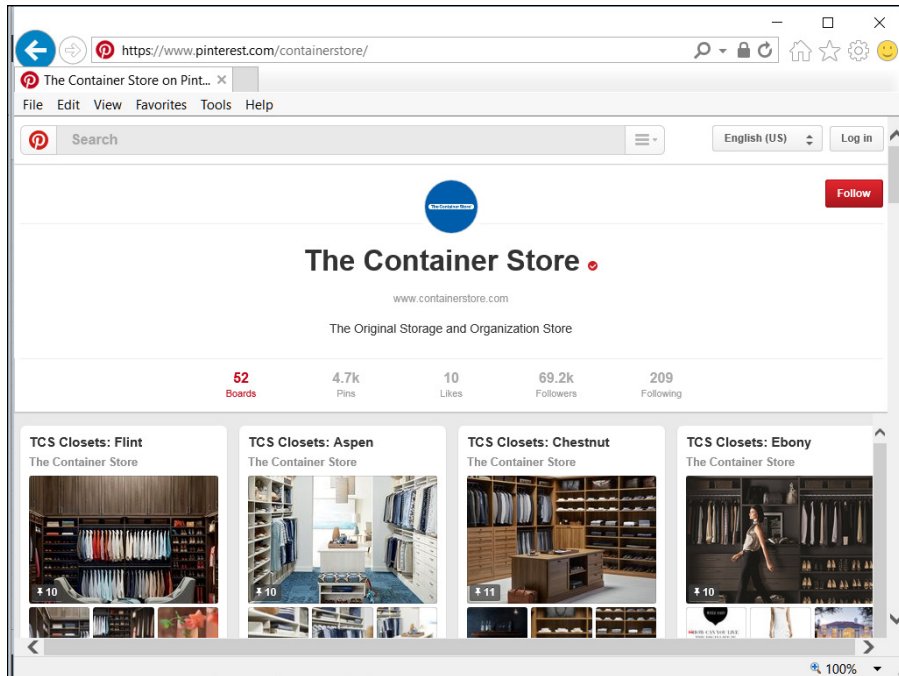 https://www.pinterest.com/containerstore/
The Container Store on Pint...
File Edit View Favorites Tools Help
Search
English (US)
Log in
Follow
The Container Store
The Container Store
www.containerstore.com
The Original Storage and Organization Store
52 4.7k 10 69.2k 209
Boards Pins Likes Followers Following
TCS Closets: Flint TCS Closets: Aspen TCS Closets: Chestnut TCS Closets: Ebony
The Container Store The Container Store The Container Store The Container Store
10 10 11 10
100%